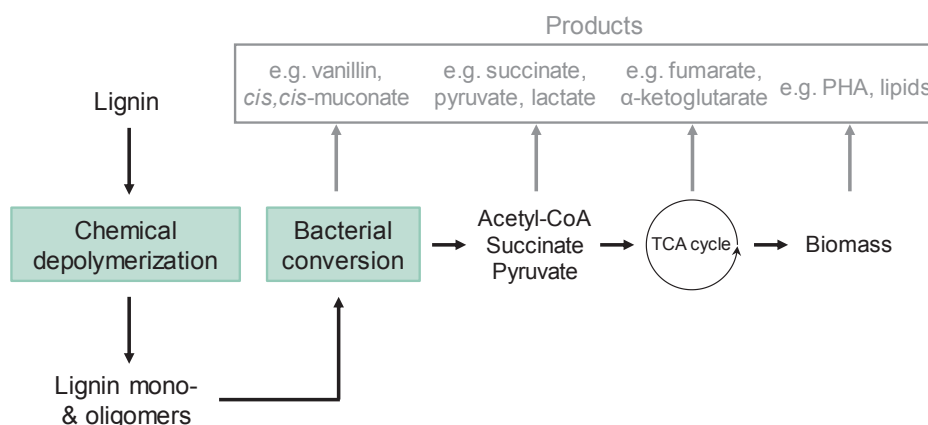 Products
e.g. vanillin,
cis,cis-muconate
e.g. succinate,
pyruvate, lactate
e.g. fumarate,
α-ketoglutarate
e.g. PHA, lipids
Lignin
Chemical
depolymerization
Bacterial
conversion
Acetyl-CoA
Succinate
Pyruvate
TCA cycle
Biomass
Lignin mono-
& oligomers